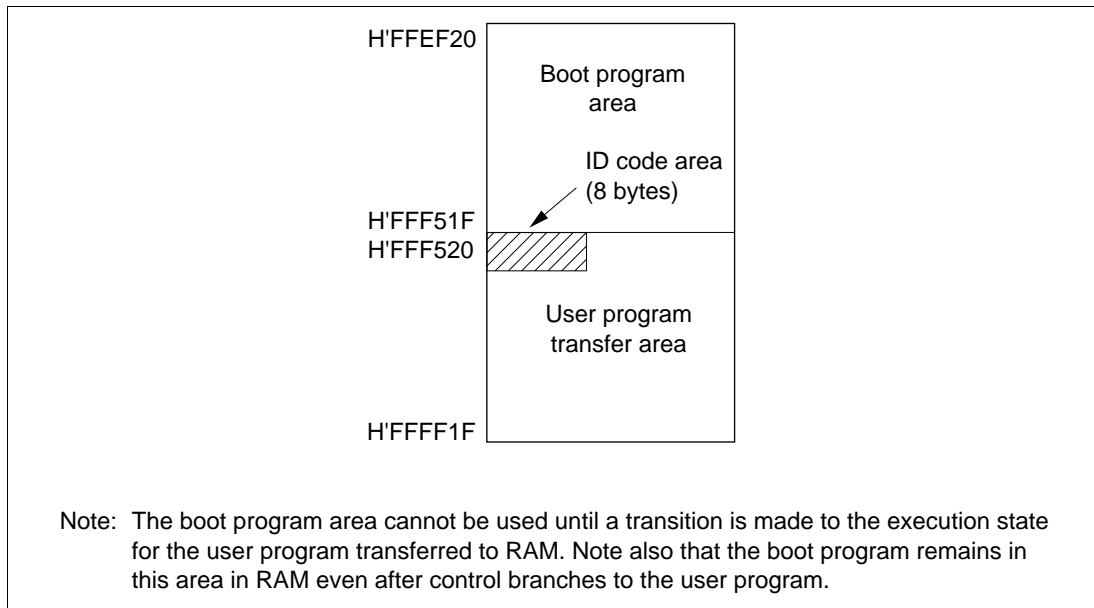 H'FFEF20
Boot program
area
ID code area
(8 bytes)
H'FFF51F
H'FFF520
User program
transfer area
H'FFFF1F
Note: The boot program area cannot be used until a transition is made to the execution state
for the user program transferred to RAM. Note also that the boot program remains in
this area in RAM even after control branches to the user program.